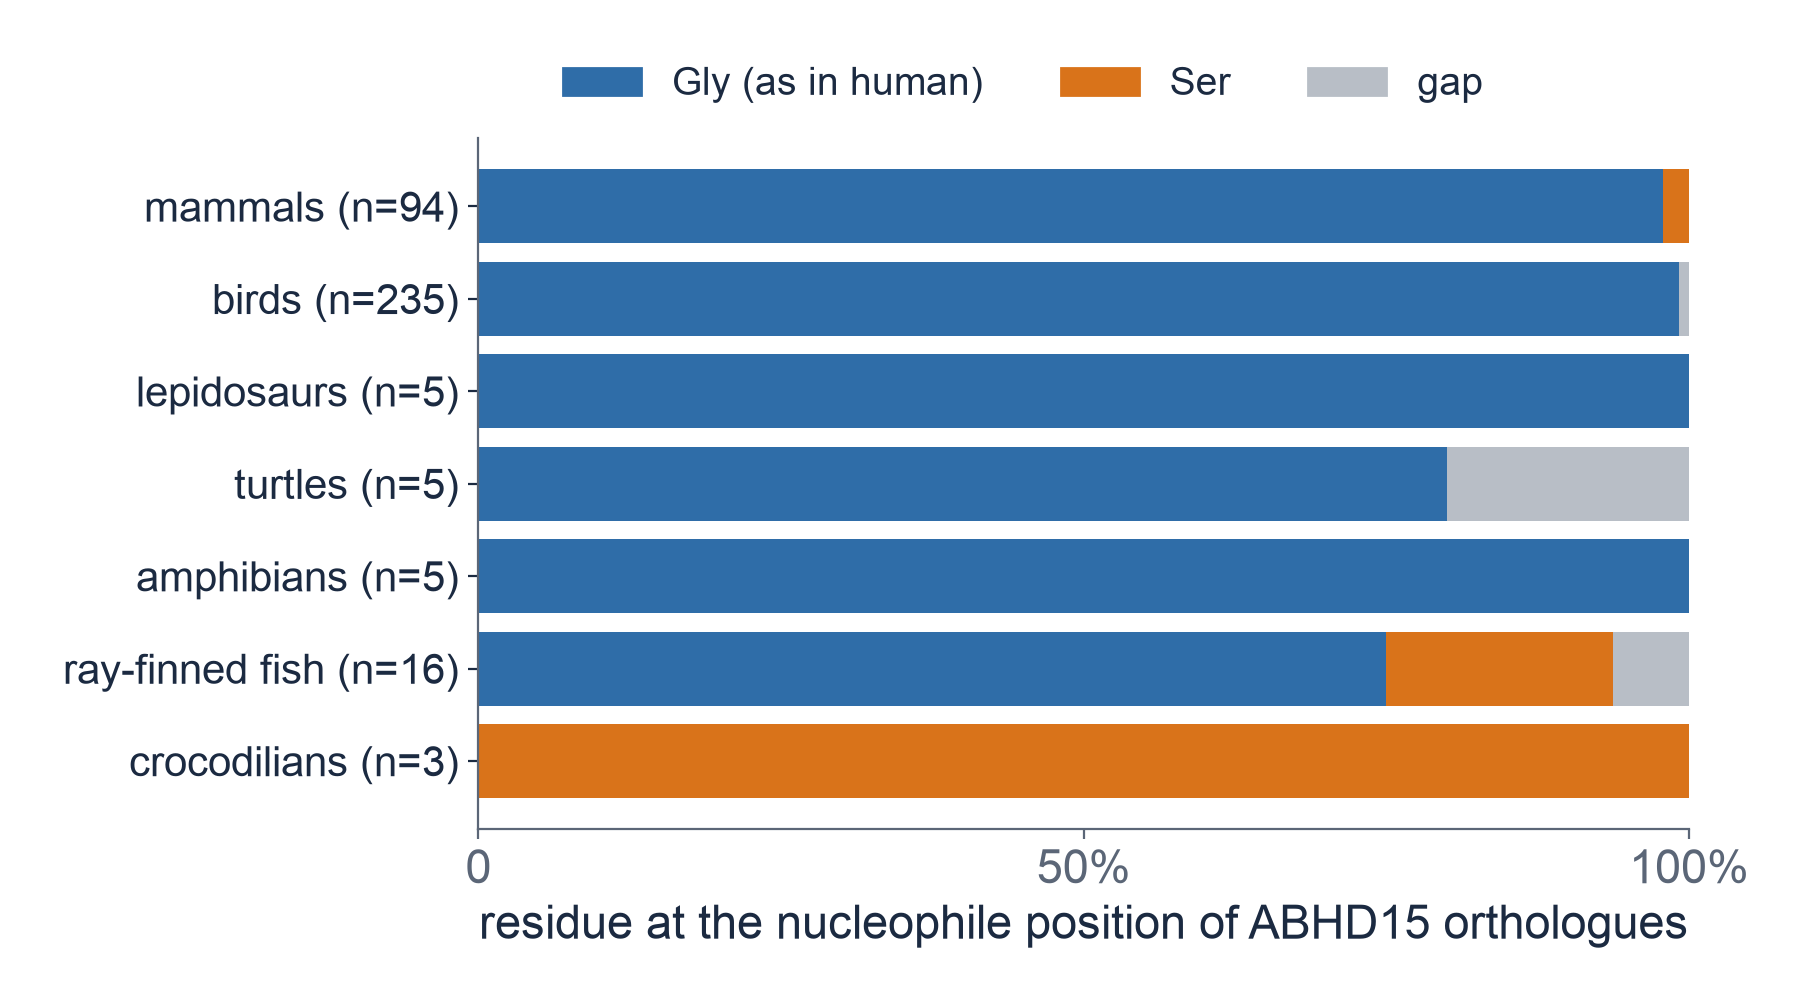 Gly (as in human) Ser gap
mammals (n=94)
birds (n=235)
lepidosaurs (n=5)
turtles (n=5)
amphibians (n=5)
ray-finned fish (n=16)
crocodilians (n=3)
0 50% 100%
residue at the nucleophile position of ABHD15 orthologues